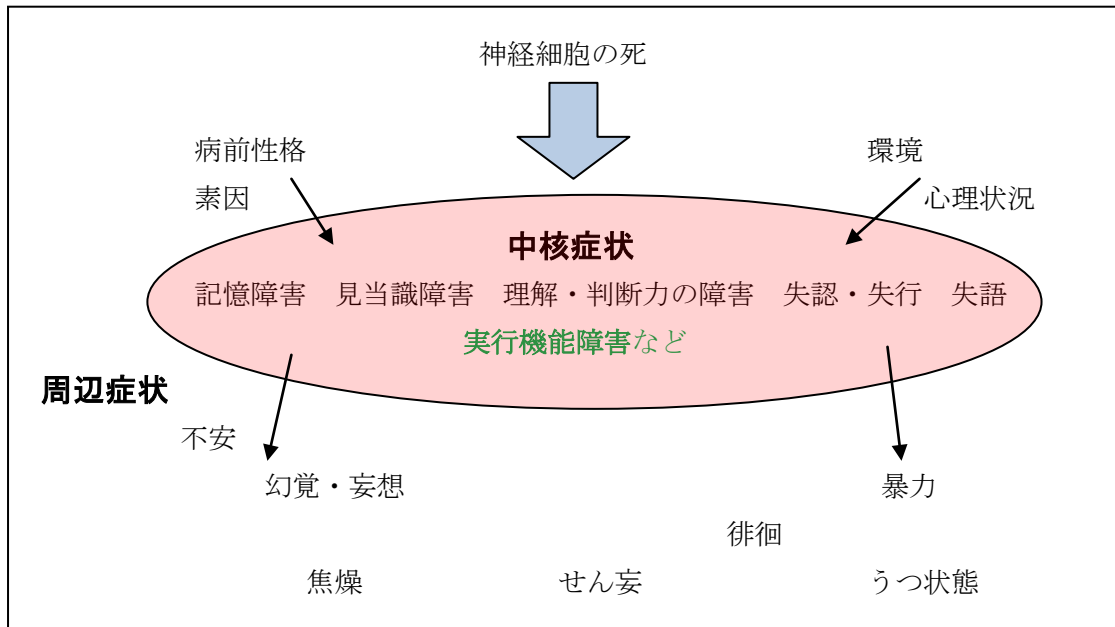 神経細胞の死
病前性格 環境
素因 心理状況
中核症状
記憶障害 見当識障害 理解・判断力の障害 失認・失行 失語
実行機能障害など
周辺症状
不安
幻覚・妄想 暴力
徘徊
焦燥 せん妄 うつ状態